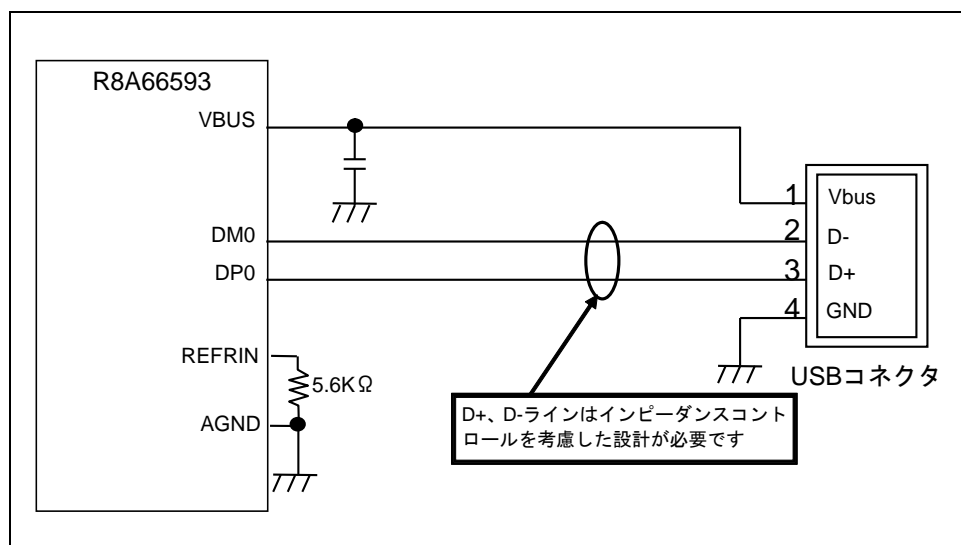 R8A66593
VBUS
DM0
DP0
REFRIN
5.6KΩ
AGND
1 Vbus
2 D-
3 D+
4 GND
USBコネクタ
D+、D-ラインはインピーダンスコント
ロールを考慮した設計が必要です